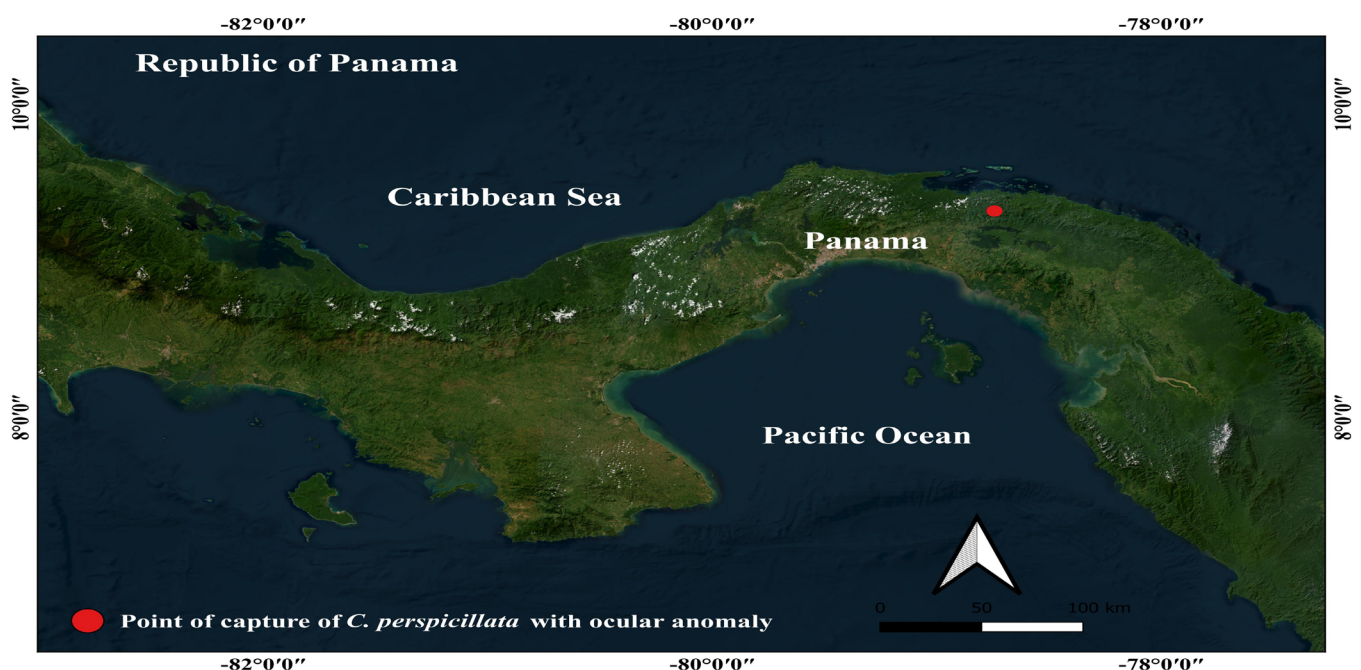 -82°0'0" -80°0'0" -78°0'0"
Republic of Panama
10°0'0" 10°0'0"
Caribbean Sea
Panama
8°0'0" 8°0'0"
Pacific Ocean
0 50 100 km
Point of capture of C. perspicillata with ocular anomaly
-82°0'0" -80°0'0" -78°0'0"